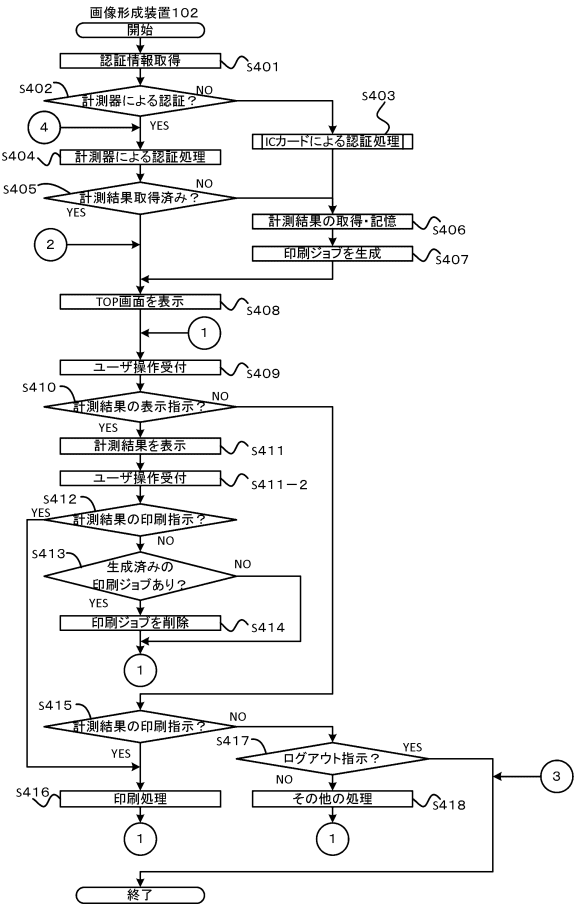 画像形成装置102
開始
認証情報取得
S401
S402
計測器による認証？
NO
YES
S403
ICカードによる認証処理
4
S404
計測器による認証処理
S405
計測結果取得済み？
NO
YES
計測結果の取得・記憶
S406
2
印刷ジョブを生成
S407
TOP画面を表示
S408
1
ユーザ操作受付
S409
S410
計測結果の表示指示？
NO
YES
計測結果を表示
S411
ユーザ操作受付
S411－2
S412
計測結果の印刷指示？
YES
NO
S413
生成済みの
印刷ジョブあり？
NO
YES
印刷ジョブを削除
S414
1
S415
計測結果の印刷指示？
NO
YES
S417
ログアウト指示？
YES
NO
3
S416
印刷処理
その他の処理
S418
1
1
終了